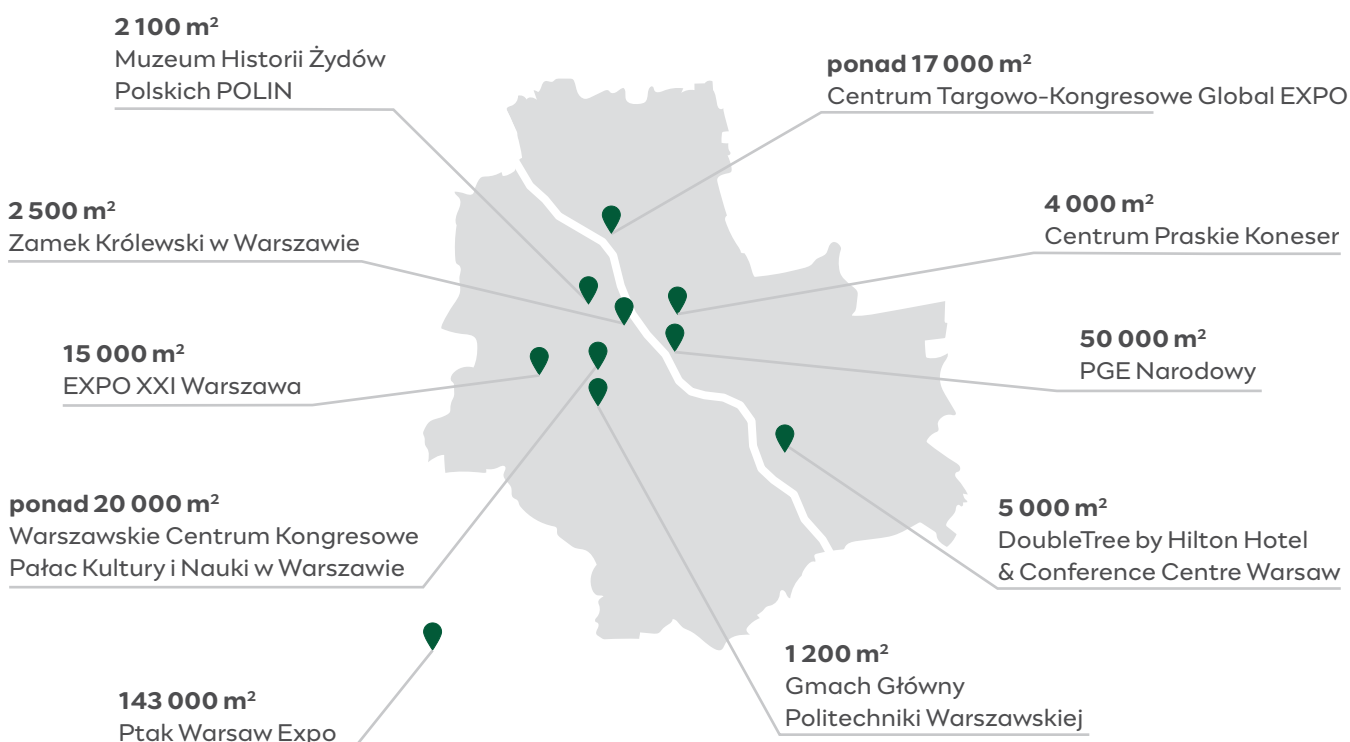 2 100 m²
Muzeum Historii Żydów
Polskich POLIN
ponad 17 000 m²
Centrum Targowo-Kongresowe Global EXPO
2 500 m²
Zamek Królewski w Warszawie
4 000 m²
Centrum Praskie Koneser
15 000 m²
EXPO XXI Warszawa
50 000 m²
PGE Narodowy
ponad 20 000 m²
Warszawskie Centrum Kongresowe
Pałac Kultury i Nauki w Warszawie
5 000 m²
DoubleTree by Hilton Hotel
& Conference Centre Warsaw
1 200 m²
Gmach Główny
Politechniki Warszawskiej
143 000 m²
Ptak Warsaw Expo